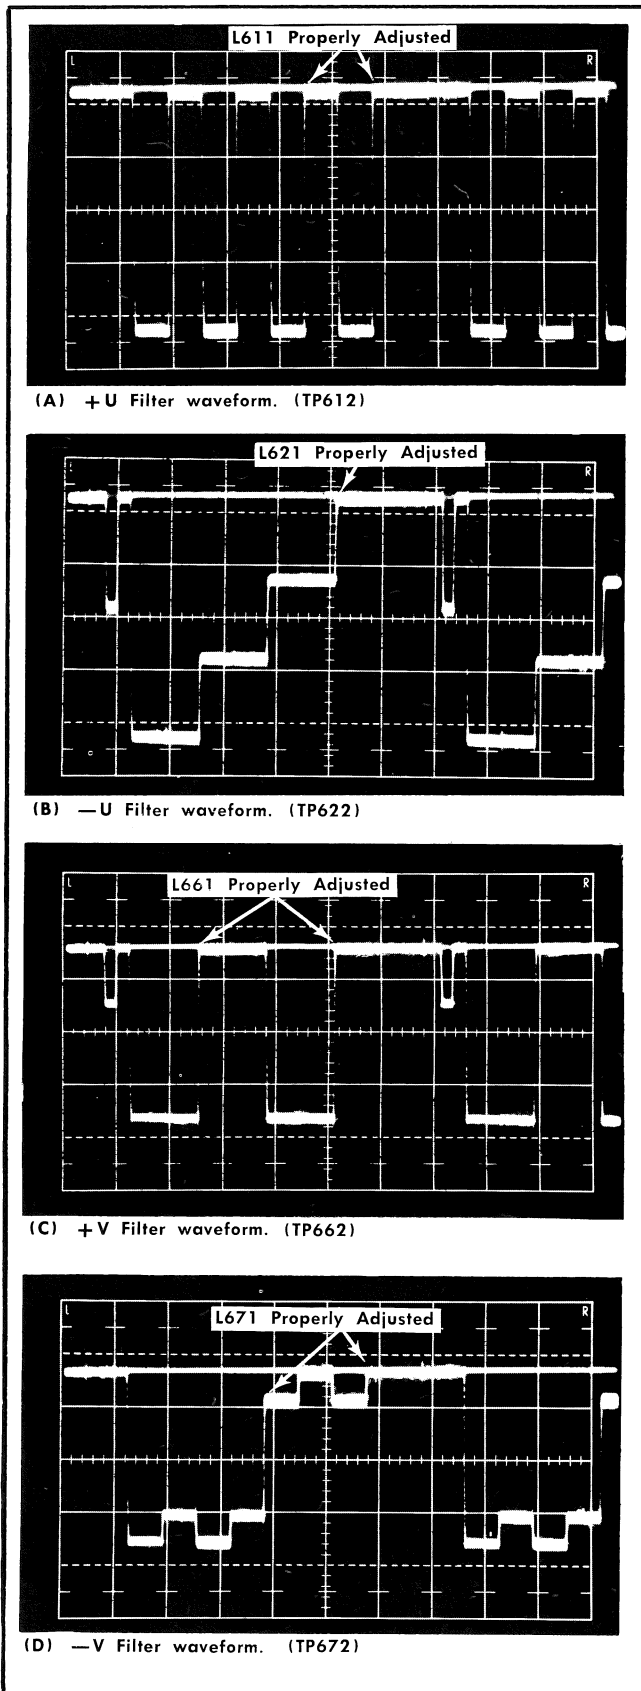 L611 Properly Adjusted
L R
(A) +U Filter waveform. (TP612)
L621 Properly Adjusted
R
(B) —U Filter waveform. (TP622)
L R
L661 Properly Adjusted
(C) +V Filter waveform. (TP662)
L R
L671 Properly Adjusted
(D) —V Filter waveform. (TP672)